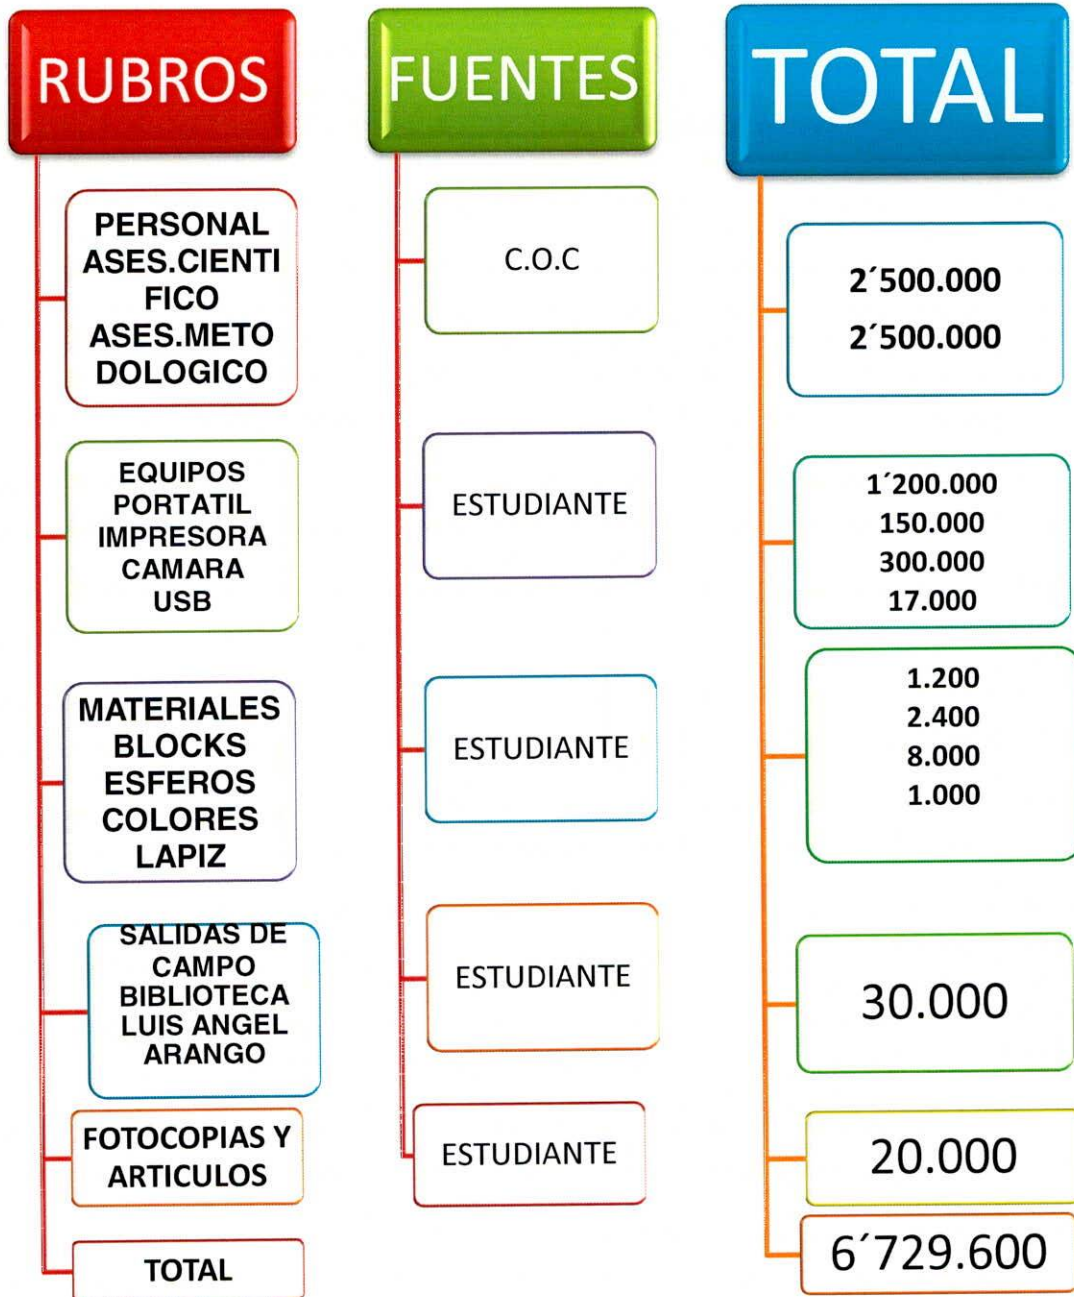 RUBROS
PERSONAL
ASES.CIENTI
FICO
ASES.METO
DOLOGICO
EQUIPOS
PORTATIL
IMPRESORA
CAMARA
USB
MATERIALES
BLOCKS
ESFEROS
COLORES
LAPIZ
SALIDAS DE
CAMPO
BIBLIOTECA
LUIS ANGEL
ARANGO
FOTOCOPIAS Y
ARTICULOS
TOTAL
FUENTES
C.O.C
ESTUDIANTE
ESTUDIANTE
ESTUDIANTE
ESTUDIANTE
TOTAL
2´500.000
2´500.000
1´200.000
150.000
300.000
17.000
1.200
2.400
8.000
1.000
30.000
20.000
6´729.600